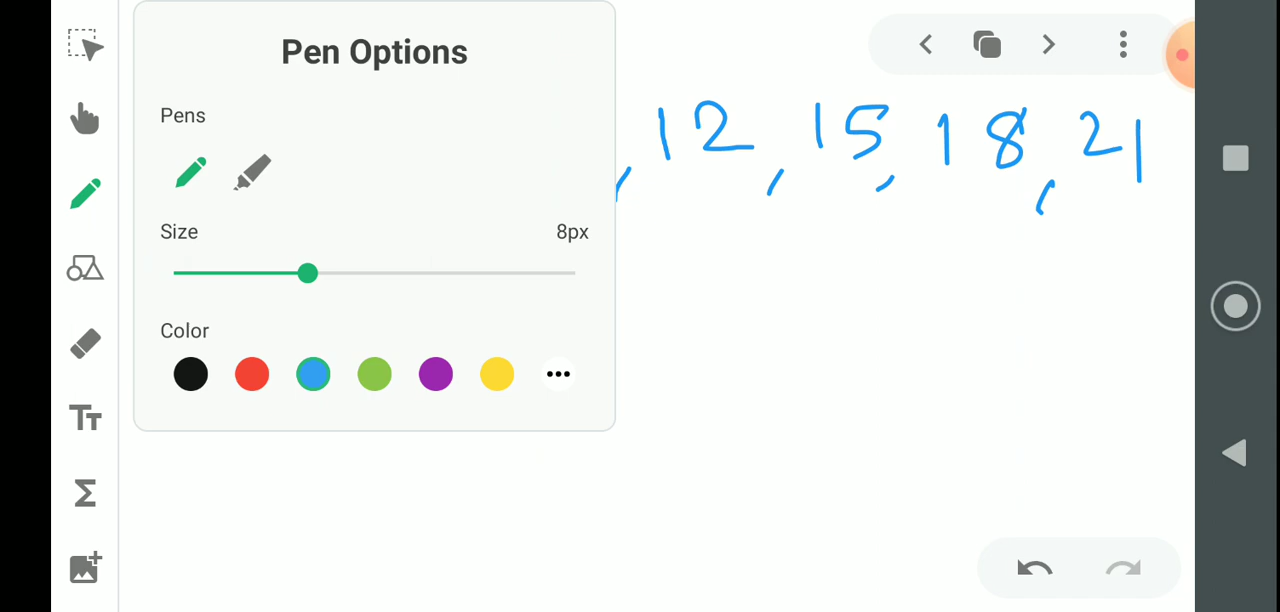 Pen Options
Pens
, 12, 15, 18, 21
Size 8px
Color